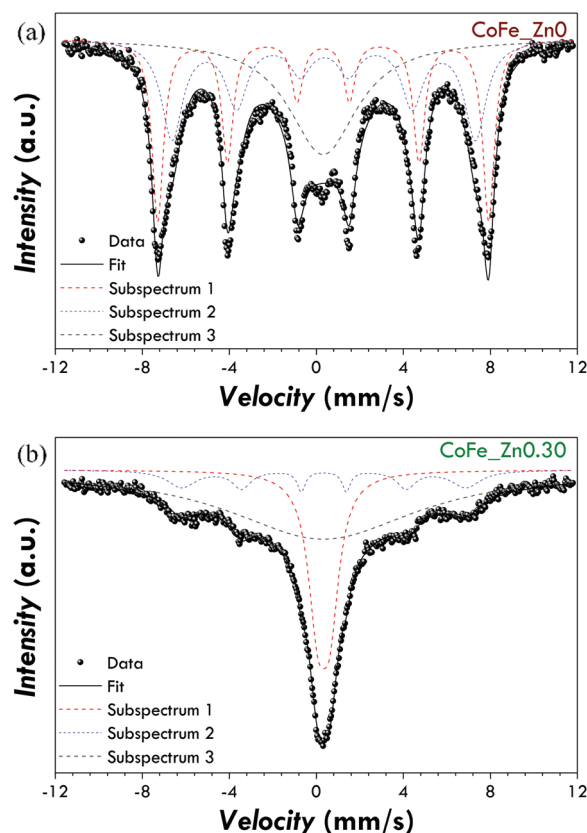 (a)
CoFe_Zn0
Intensity (a.u.)
Data
Fit
Subspectrum 1
Subspectrum 2
Subspectrum 3
-12 -8 -4 0 4 8 12
Velocity (mm/s)
(b)
CoFe_Zn0.30
Intensity (a.u.)
Data
Fit
Subspectrum 1
Subspectrum 2
Subspectrum 3
-12 -8 -4 0 4 8 12
Velocity (mm/s)